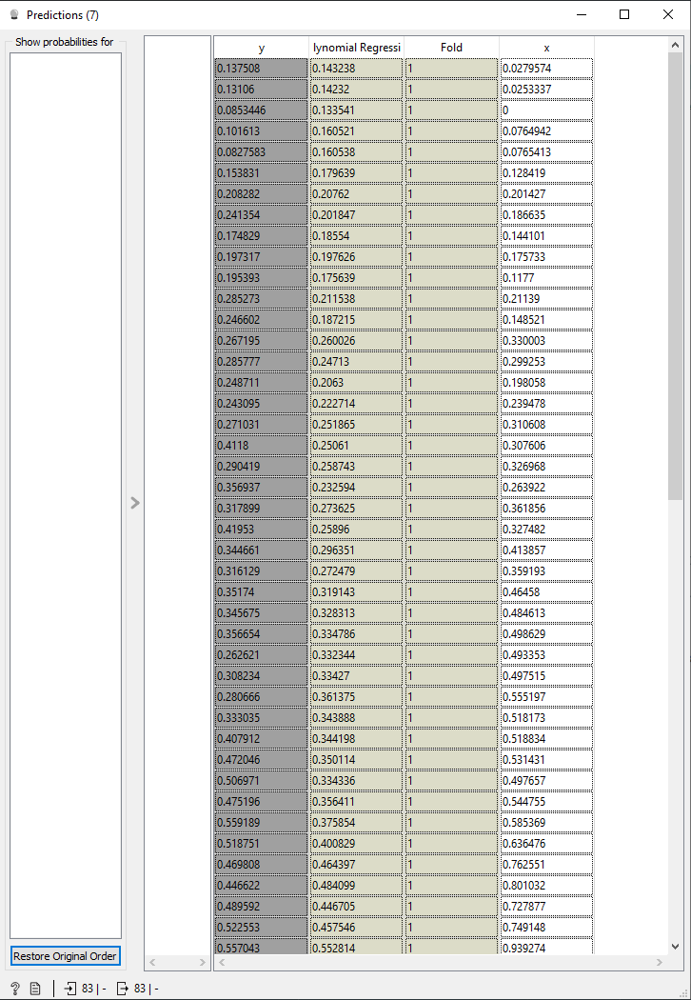 Predictions (7)
Show probabilities for
y lynomial Regressi Fold x
0.137508 0.143238 1 0.0279574
0.13106 0.14232 1 0.0253337
0.0853446 0.133541 1 0
0.101613 0.160521 1 0.0764942
0.0827583 0.160538 1 0.0765413
0.153831 0.179639 1 0.128419
0.208282 0.20762 1 0.201427
0.241354 0.201847 1 0.186635
0.174829 0.18554 1 0.144101
0.197317 0.197626 1 0.175733
0.195393 0.175639 1 0.1177
0.285273 0.211538 1 0.21139
0.246602 0.187215 1 0.148521
0.267195 0.260026 1 0.330003
0.285777 0.24713 1 0.299253
0.248711 0.2063 1 0.198058
0.243095 0.222714 1 0.239478
0.271031 0.251865 1 0.310608
0.4118 0.25061 1 0.307606
0.290419 0.258743 1 0.326968
0.356937 0.232594 1 0.263922
0.317899 0.273625 1 0.361856
0.41953 0.25896 1 0.327482
0.344661 0.296351 1 0.413857
0.316129 0.272479 1 0.359193
0.35174 0.319143 1 0.46458
0.345675 0.328313 1 0.484613
0.356654 0.334786 1 0.498629
0.262621 0.332344 1 0.493353
0.308234 0.33427 1 0.497515
0.280666 0.361375 1 0.555197
0.333035 0.343888 1 0.518173
0.407912 0.344198 1 0.518834
0.472046 0.350114 1 0.531431
0.506971 0.334336 1 0.497657
0.475196 0.356411 1 0.544755
0.559189 0.375854 1 0.585369
0.518751 0.400829 1 0.636476
0.469808 0.464397 1 0.762551
0.446622 0.484099 1 0.801032
0.489592 0.446705 1 0.727877
0.522553 0.457546 1 0.749148
0.557043 0.552814 1 0.939274
Restore Original Order
83 | - 83 | -